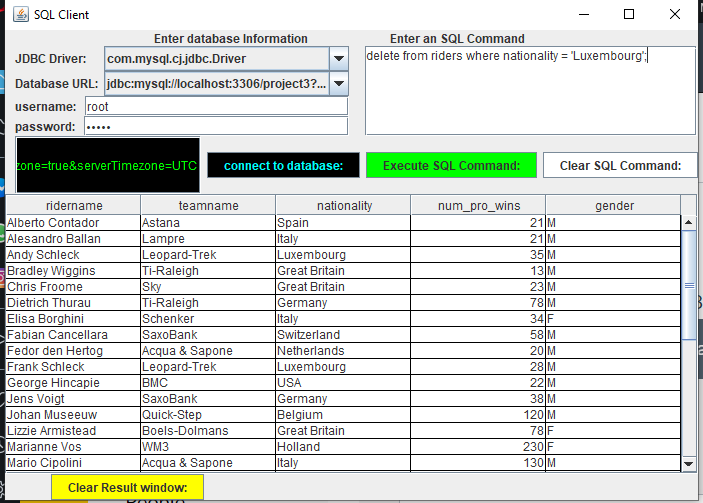 SQL Client
Enter database Information
Enter an SQL Command
JDBC Driver:
com.mysql.cj.jdbc.Driver
delete from riders where nationality = 'Luxembourg';
Database URL:
jdbc:mysql://localhost:3306/project3?...
username:
root
password:
•••••
zone=true&serverTimezone=UTC
connect to database:
Execute SQL Command:
Clear SQL Command:
ridername teamname nationality num_pro_wins gender
Alberto Contador Astana Spain 21 M
Alesandro Ballan Lampre Italy 21 M
Andy Schleck Leopard-Trek Luxembourg 35 M
Bradley Wiggins Ti-Raleigh Great Britain 13 M
Chris Froome Sky Great Britain 23 M
Dietrich Thurau Ti-Raleigh Germany 78 M
Elisa Borghini Schenker Italy 34 F
Fabian Cancellara SaxoBank Switzerland 58 M
Fedor den Hertog Acqua & Sapone Netherlands 20 M
Frank Schleck Leopard-Trek Luxembourg 28 M
George Hincapie BMC USA 22 M
Jens Voigt SaxoBank Germany 38 M
Johan Museeuw Quick-Step Belgium 120 M
Lizzie Armistead Boels-Dolmans Great Britain 78 F
Marianne Vos WM3 Holland 230 F
Mario Cipolini Acqua & Sapone Italy 130 M
Clear Result window: